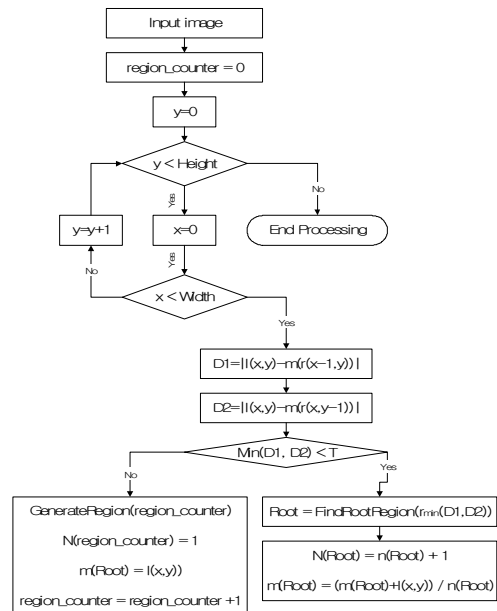 Input image
region_counter = 0
y=0
y < Height
No
Yes
y=y+1
x=0
End Processing
No
Yes
x < Width
Yes
D1=|I(x,y)-m(r(x-1,y))|
D2=|I(x,y)-m(r(x,y-1))|
Min(D1, D2) < T
No
Yes
GenerateRegion(region_counter)
N(region_counter) = 1
m(Root) = I(x,y))
region_counter = region_counter +1
Root = FindRootRegion(rmin(D1,D2))
N(Root) = n(Root) + 1
m(Root) = (m(Root)+I(x,y)) / n(Root)